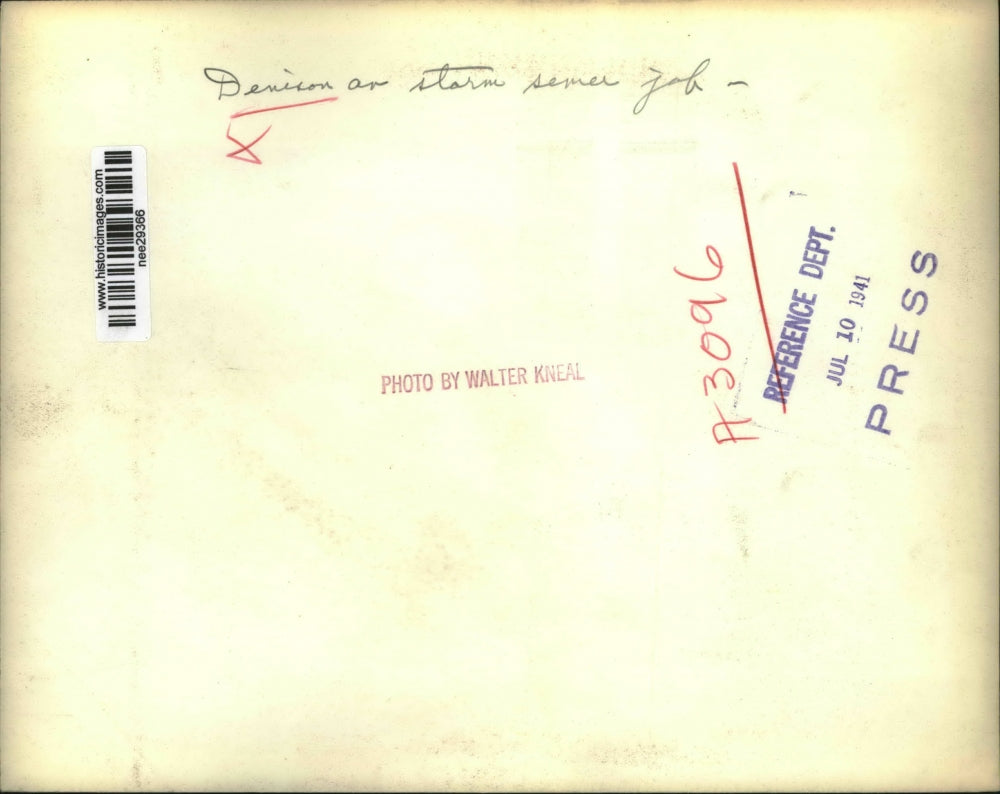 Denison av storm sewer job –
www.historicimages.com
nee29366
PHOTO BY WALTER KNEAL
A3096
REFERENCE DEPT.
JUL 10 1941
PRESS